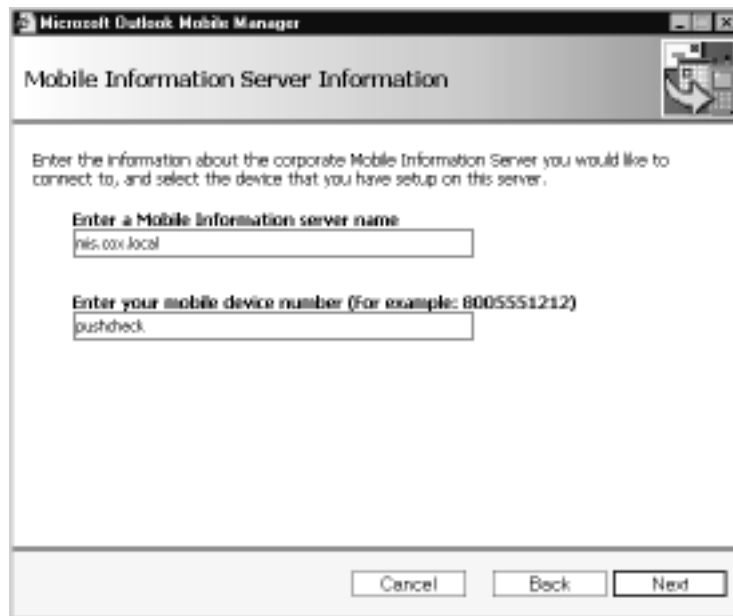 Microsoft Outlook Mobile Manager
Mobile Information Server Information
Enter the information about the corporate Mobile Information Server you would like to
connect to, and select the device that you have setup on this server.
Enter a Mobile Information server name
mis.cox.local
Enter your mobile device number (For example: 8005551212)
pushcheck
Cancel Back Next